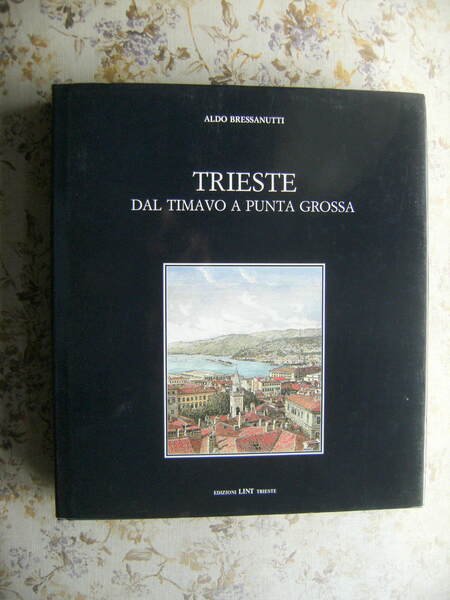 ALDO BRESSANUTTI
TRIESTE
DAL TIMAVO A PUNTA GROSSA
EDIZIONI LINT TRIESTE